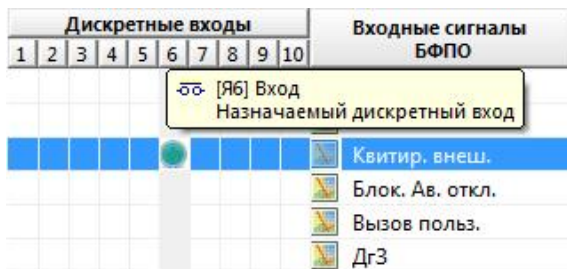 Дискретные входы
Входные сигналы
БФПО
1 2 3 4 5 6 7 8 9 10
[Я6] Вход
Назначаемый дискретный вход
Квитир. внеш.
Блок. Ав. откл.
Вызов польз.
ДгЗ